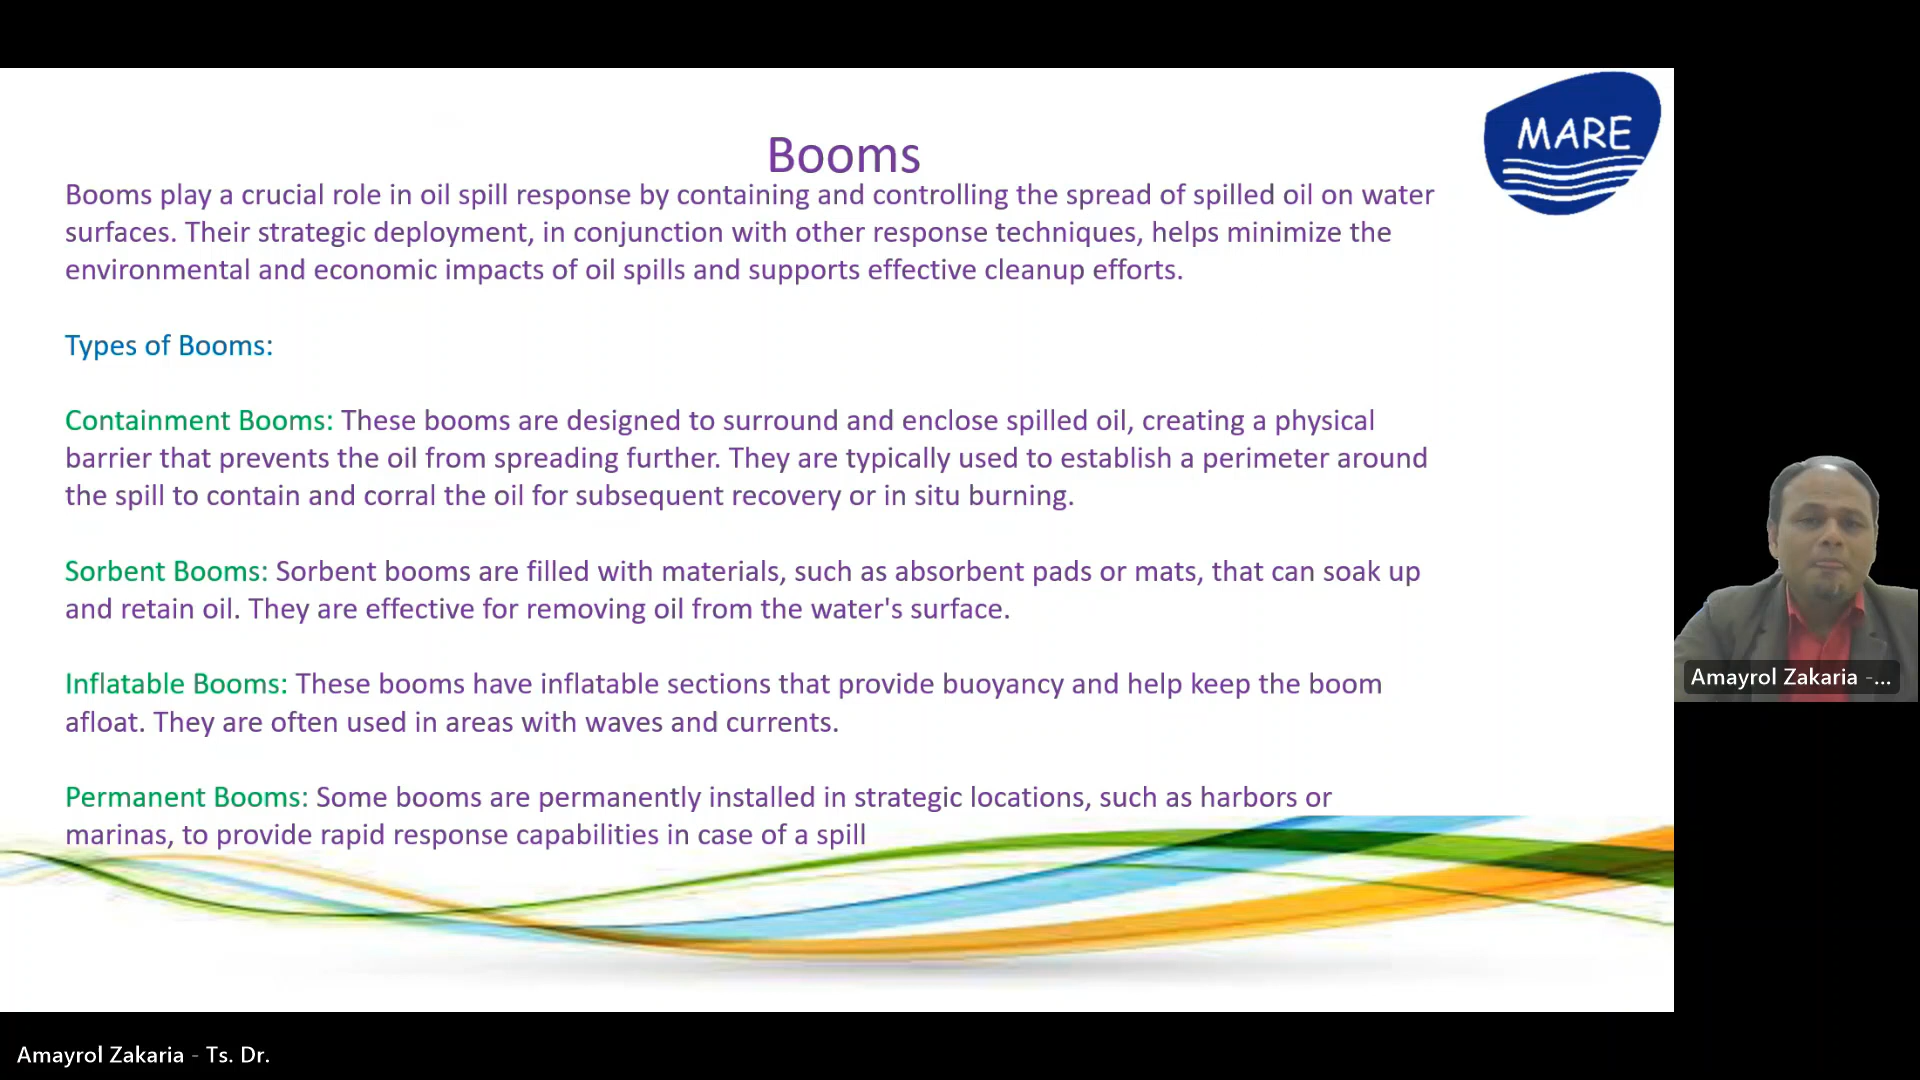 MARE
Booms
Booms play a crucial role in oil spill response by containing and controlling the spread of spilled oil on water
surfaces. Their strategic deployment, in conjunction with other response techniques, helps minimize the
environmental and economic impacts of oil spills and supports effective cleanup efforts.
Types of Booms:
Containment Booms: These booms are designed to surround and enclose spilled oil, creating a physical
barrier that prevents the oil from spreading further. They are typically used to establish a perimeter around
the spill to contain and corral the oil for subsequent recovery or in situ burning.
Sorbent Booms: Sorbent booms are filled with materials, such as absorbent pads or mats, that can soak up
and retain oil. They are effective for removing oil from the water's surface.
Inflatable Booms: These booms have inflatable sections that provide buoyancy and help keep the boom
afloat. They are often used in areas with waves and currents.
Permanent Booms: Some booms are permanently installed in strategic locations, such as harbors or
marinas, to provide rapid response capabilities in case of a spill
Amayrol Zakaria -...
Amayrol Zakaria - Ts. Dr.